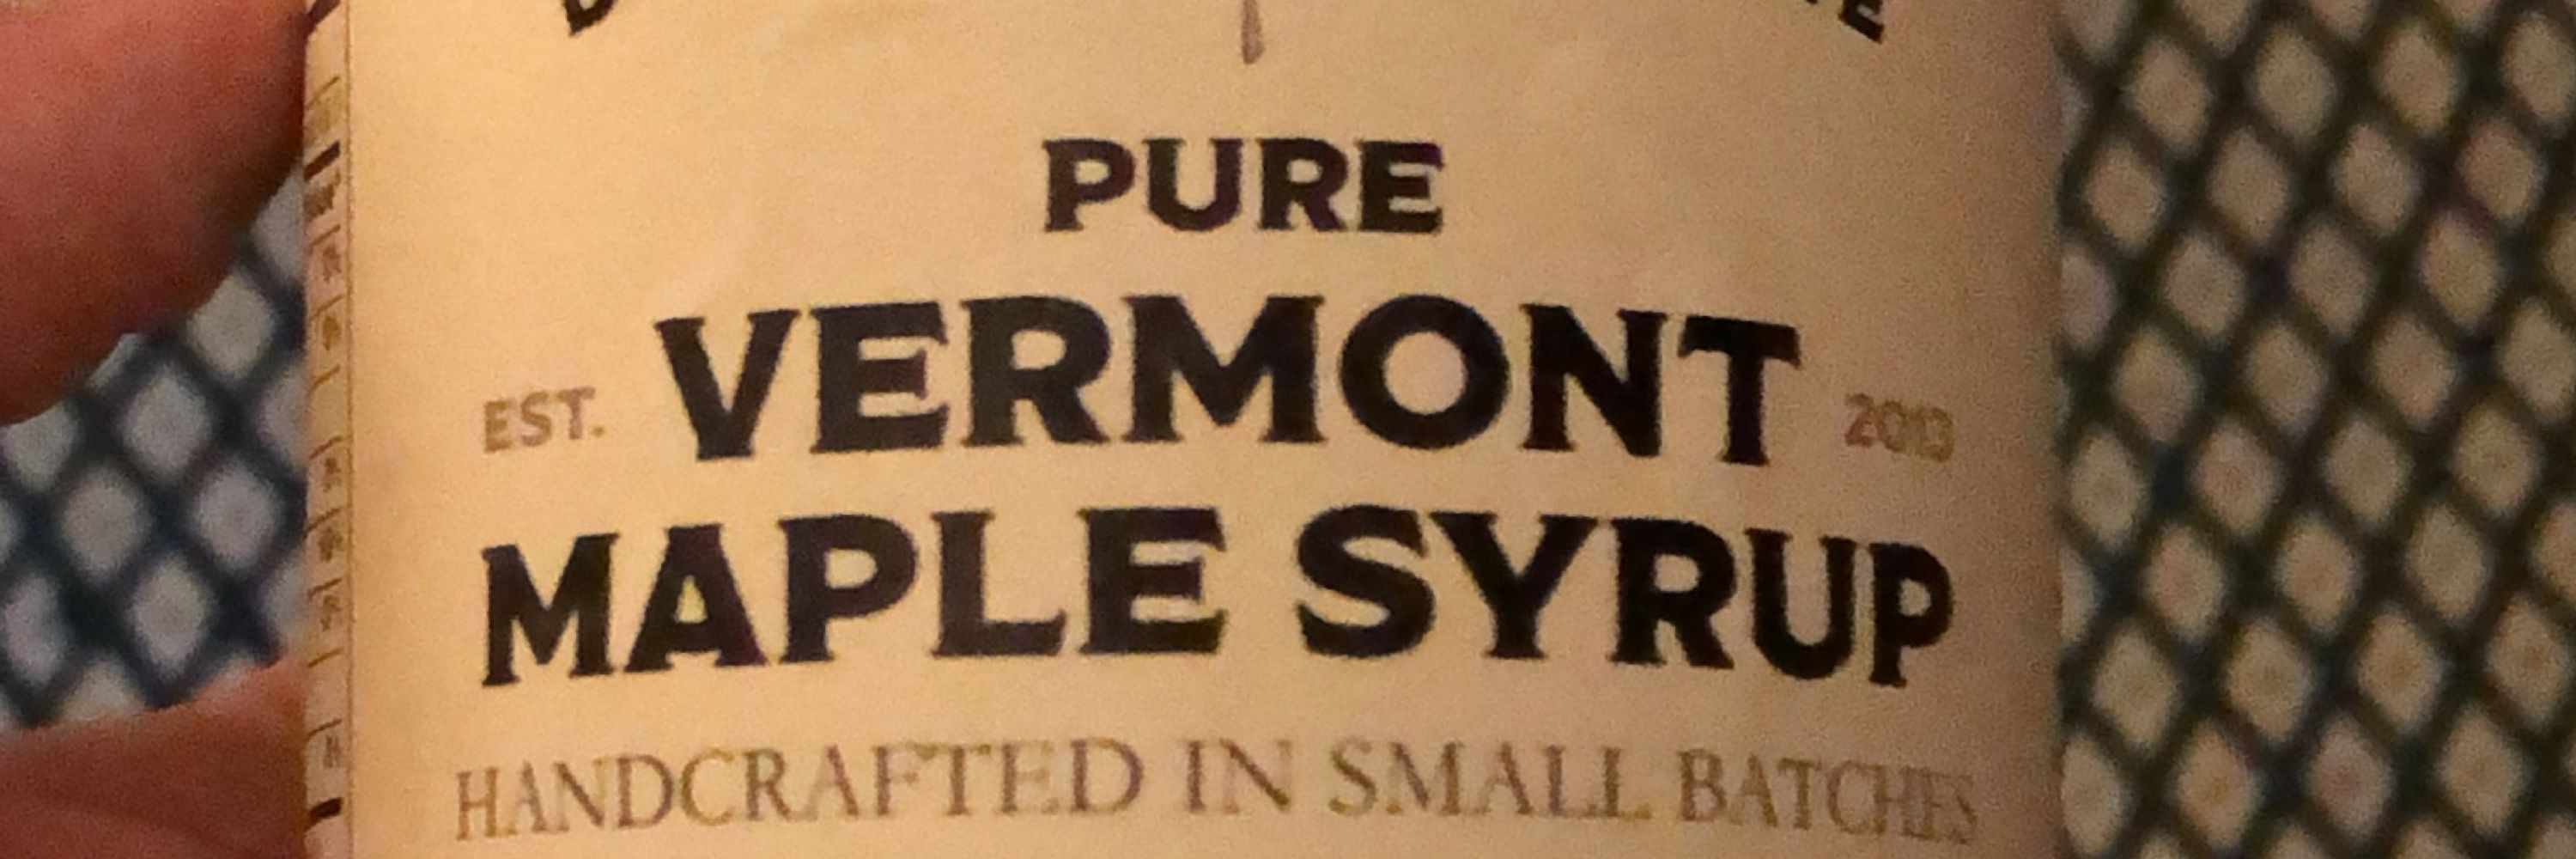 PURE
EST. VERMONT 2013
MAPLE SYRUP
HANDCRAFTED IN SMALL BATCHES